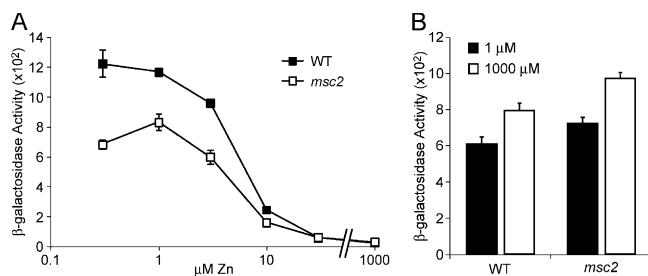 A
β-galactosidase Activity (x10²)
14
12
10
8
6
4
2
0
0.1
1
10
100
1000
μM Zn
WT
msc2
B
β-galactosidase Activity (x10²)
12
10
8
6
4
2
0
1 μM
1000 μM
WT
msc2